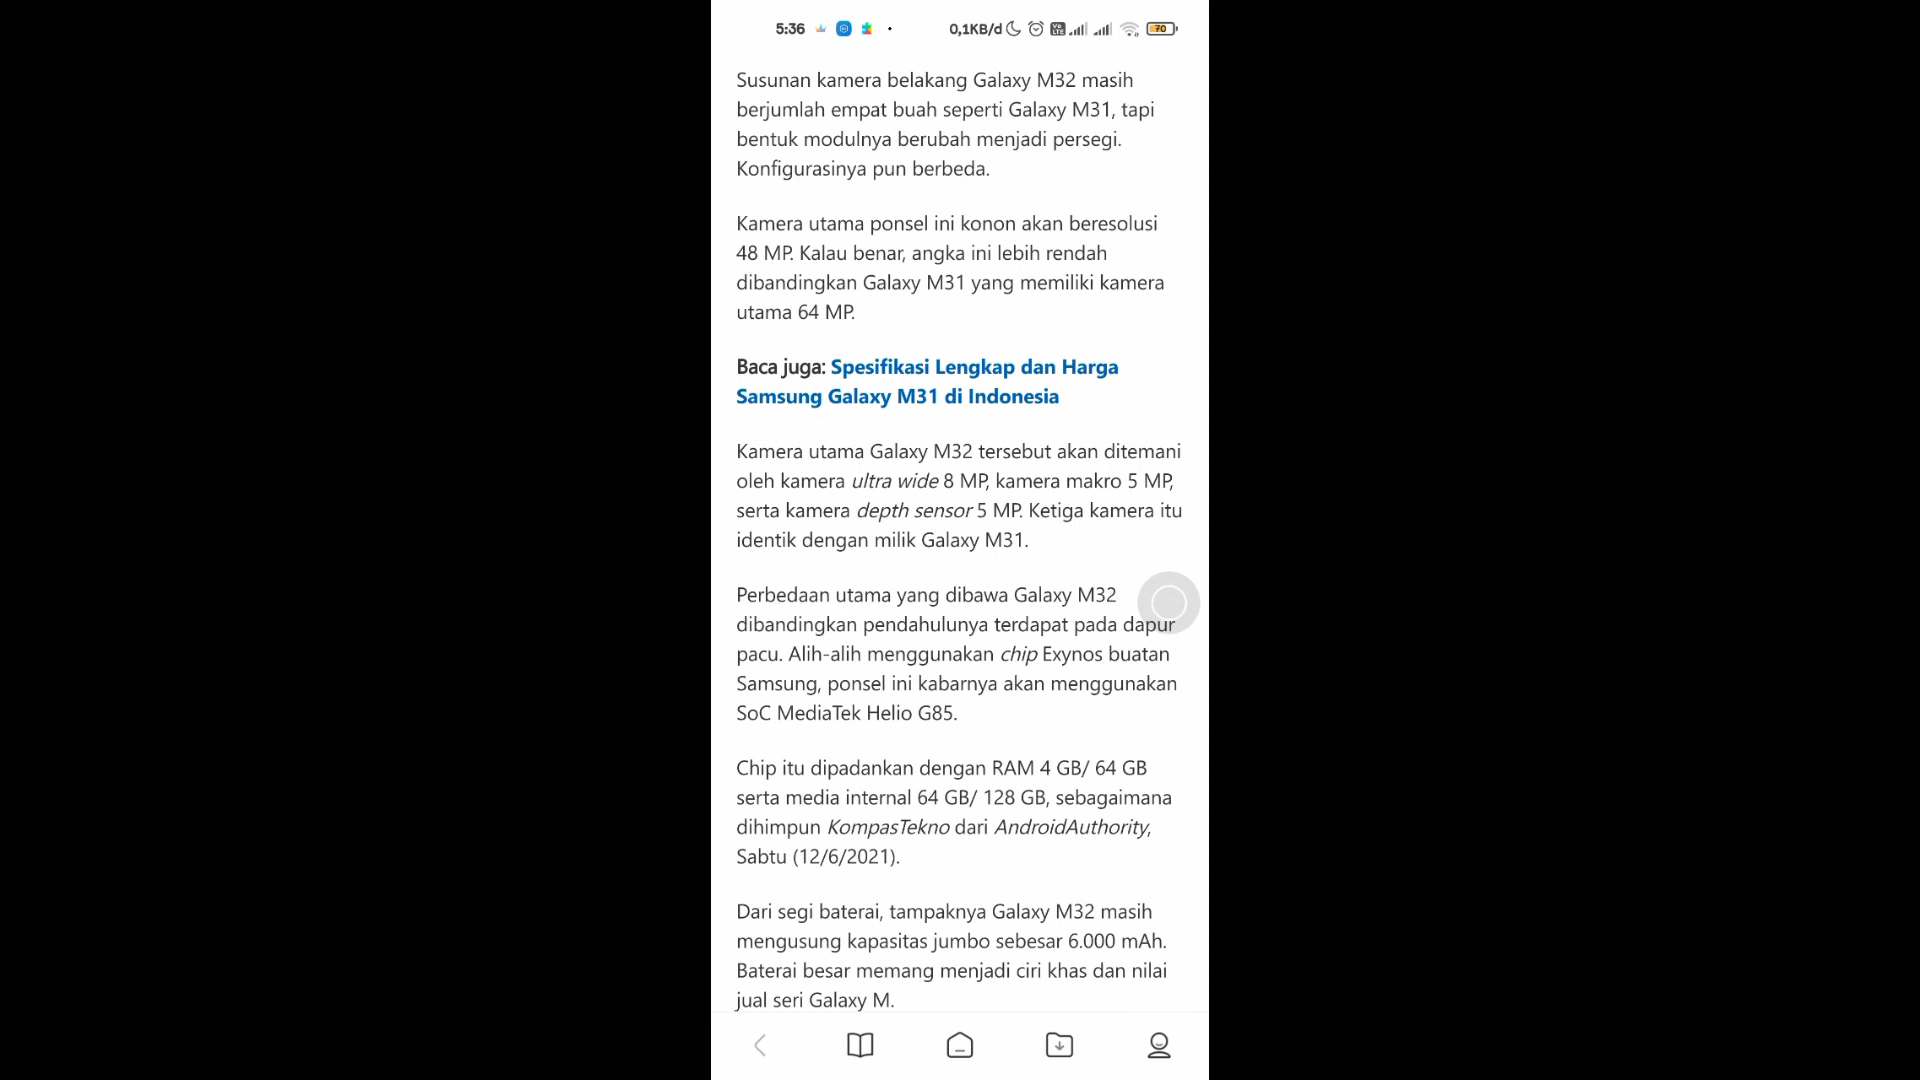 5:36
0,1KB/d
Vo
LTE
70
Susunan kamera belakang Galaxy M32 masih
berjumlah empat buah seperti Galaxy M31, tapi
bentuk modulnya berubah menjadi persegi.
Konfigurasinya pun berbeda.
Kamera utama ponsel ini konon akan beresolusi
48 MP. Kalau benar, angka ini lebih rendah
dibandingkan Galaxy M31 yang memiliki kamera
utama 64 MP.
Baca juga: Spesifikasi Lengkap dan Harga
Samsung Galaxy M31 di Indonesia
Kamera utama Galaxy M32 tersebut akan ditemani
oleh kamera ultra wide 8 MP, kamera makro 5 MP,
serta kamera depth sensor 5 MP. Ketiga kamera itu
identik dengan milik Galaxy M31.
Perbedaan utama yang dibawa Galaxy M32
dibandingkan pendahulunya terdapat pada dapur
pacu. Alih-alih menggunakan chip Exynos buatan
Samsung, ponsel ini kabarnya akan menggunakan
SoC MediaTek Helio G85.
Chip itu dipadankan dengan RAM 4 GB/ 64 GB
serta media internal 64 GB/ 128 GB, sebagaimana
dihimpun KompasTekno dari AndroidAuthority,
Sabtu (12/6/2021).
Dari segi baterai, tampaknya Galaxy M32 masih
mengusung kapasitas jumbo sebesar 6.000 mAh.
Baterai besar memang menjadi ciri khas dan nilai
jual seri Galaxy M.